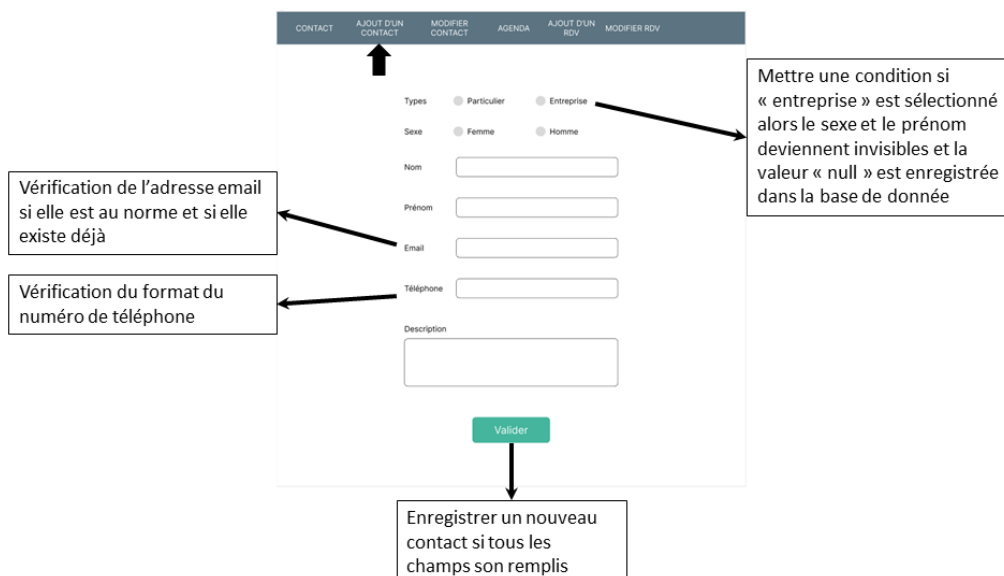 CONTACT
AJOUT D'UN
CONTACT
MODIFIER
CONTACT
AGENDA
AJOUT D'UN
RDV
MODIFIER RDV
Types
Particulier
Entreprise
Sexe
Femme
Homme
Nom
Prénom
Email
Téléphone
Description
Valider
Mettre une condition si
« entreprise » est sélectionné
alors le sexe et le prénom
deviennent invisibles et la
valeur « null » est enregistrée
dans la base de donnée
Vérification de l'adresse email
si elle est au norme et si elle
existe déjà
Vérification du format du
numéro de téléphone
Enregistrer un nouveau
contact si tous les
champs son remplis